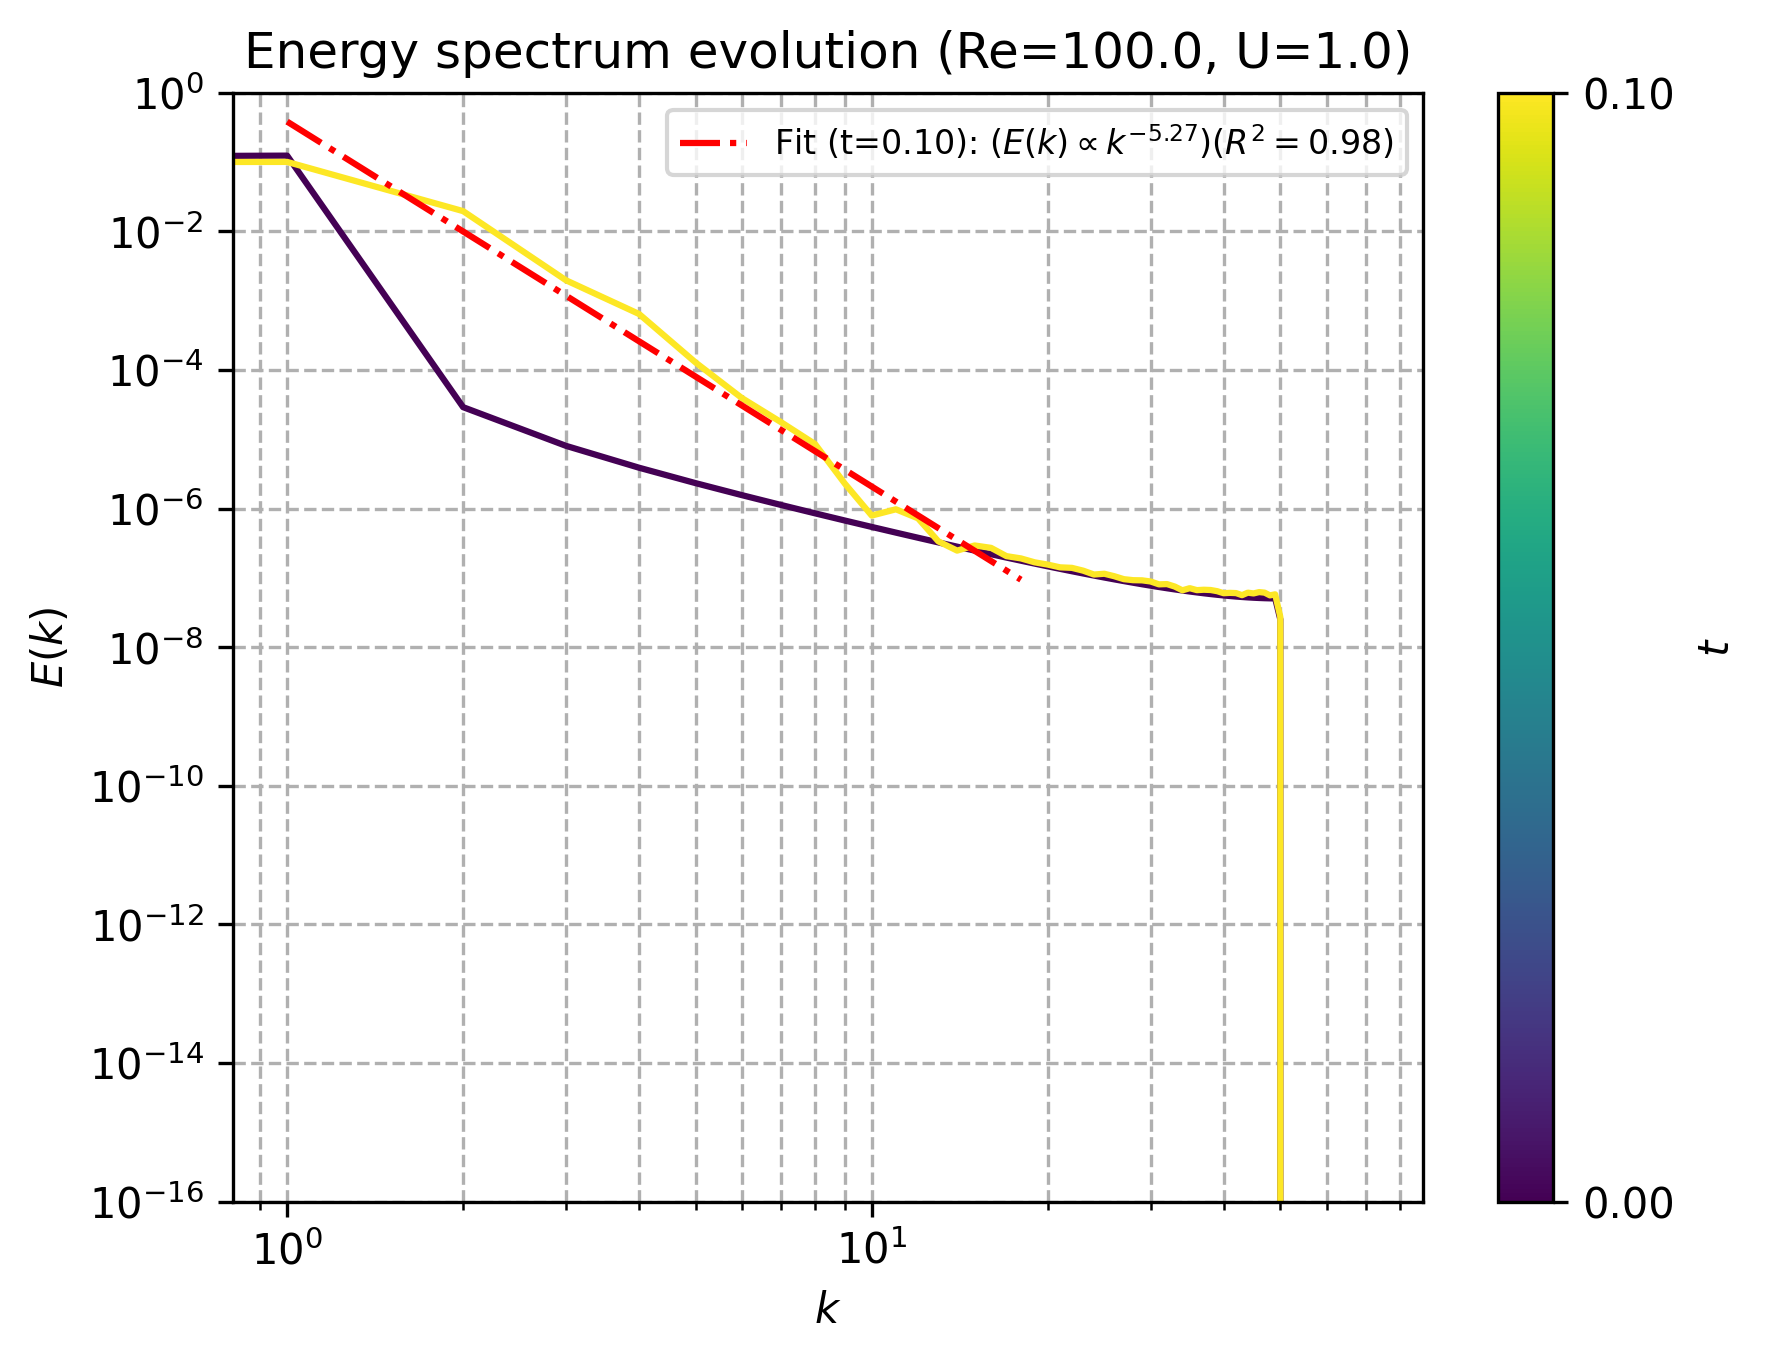 Energy spectrum evolution (Re=100.0, U=1.0)
Fit (t=0.10): (E(k) ∝ k^{-5.27})(R^2 = 0.98)
10^0
10^{-2}
10^{-4}
10^{-6}
10^{-8}
10^{-10}
10^{-12}
10^{-14}
10^{-16}
E(k)
10^0 10^1
k
0.10
0.00
t